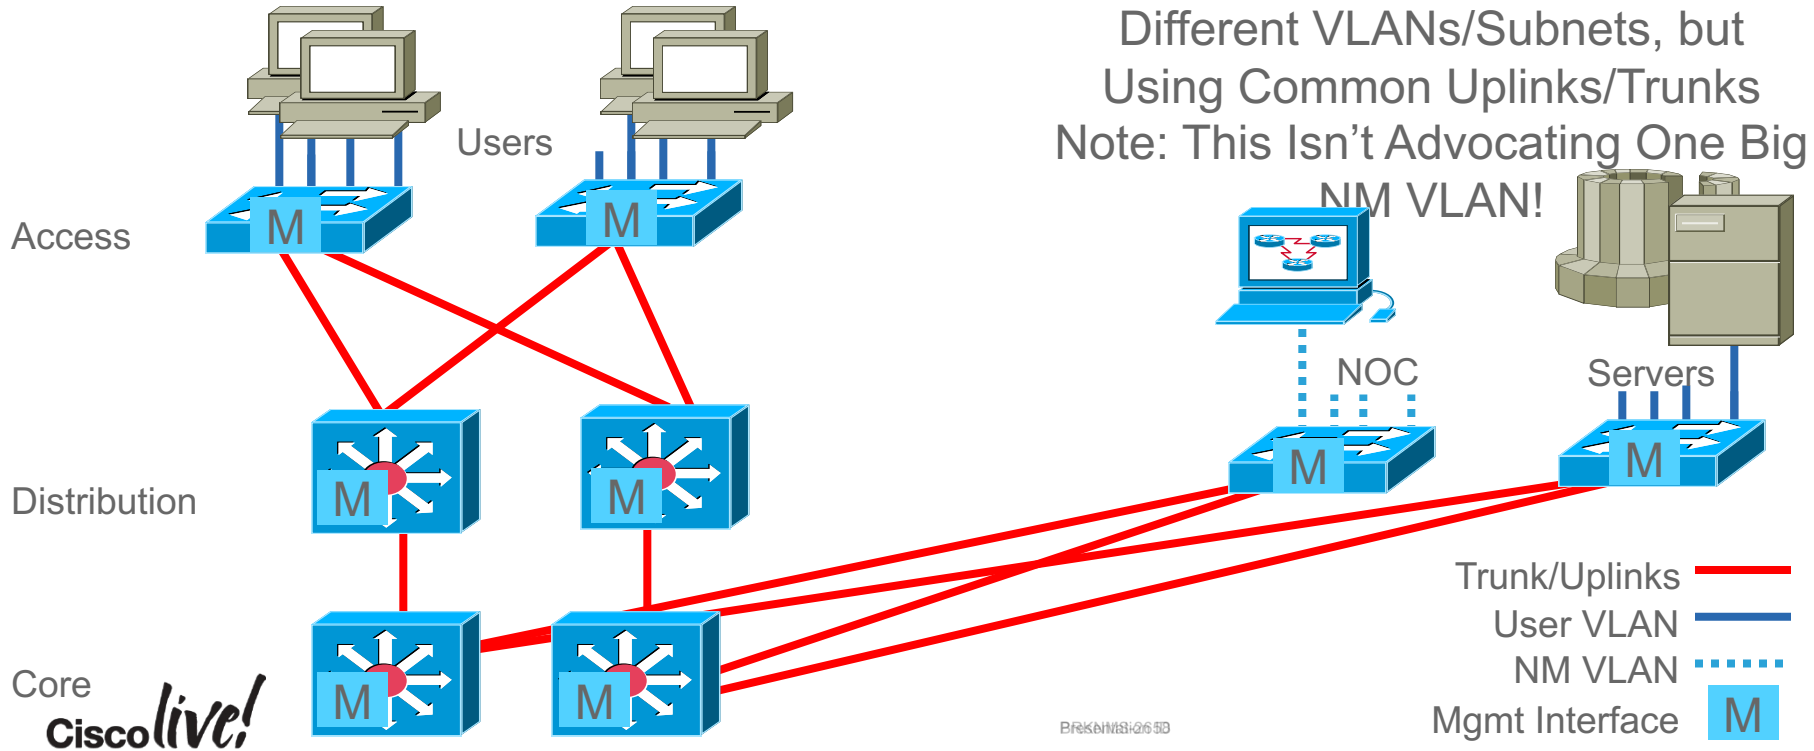 Different VLANs/Subnets, but
Using Common Uplinks/Trunks
Note: This Isn't Advocating One Big
NM VLAN!
Users
Access
M
M
NOC
Servers
M
M
Distribution
M
M
Core
M
M
Trunk/Uplinks
User VLAN
NM VLAN
Mgmt Interface
M
Cisco live!